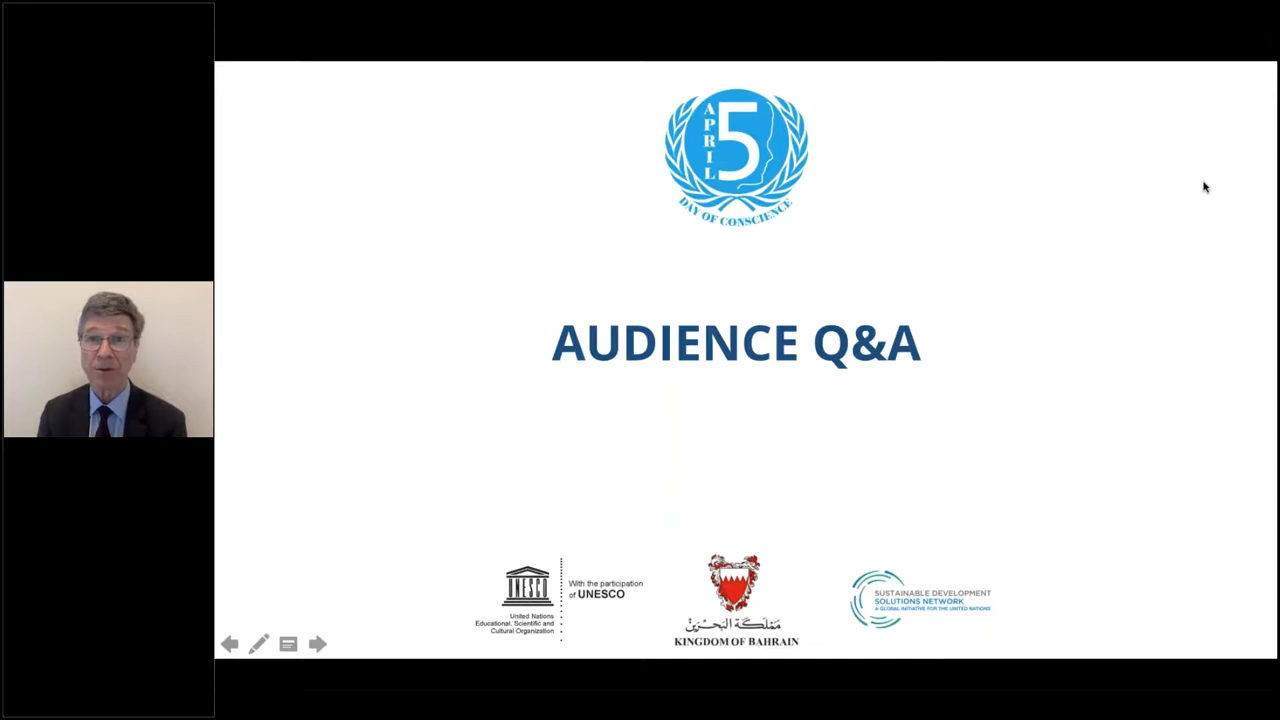 APRIL
5
DAY OF CONSCIENCE
AUDIENCE Q&A
UNESCO
United Nations
Educational, Scientific and
Cultural Organization
With the participation
of UNESCO
مملكة البحرين
KINGDOM OF BAHRAIN
SUSTAINABLE DEVELOPMENT
SOLUTIONS NETWORK
A GLOBAL INITIATIVE FOR THE UNITED NATIONS